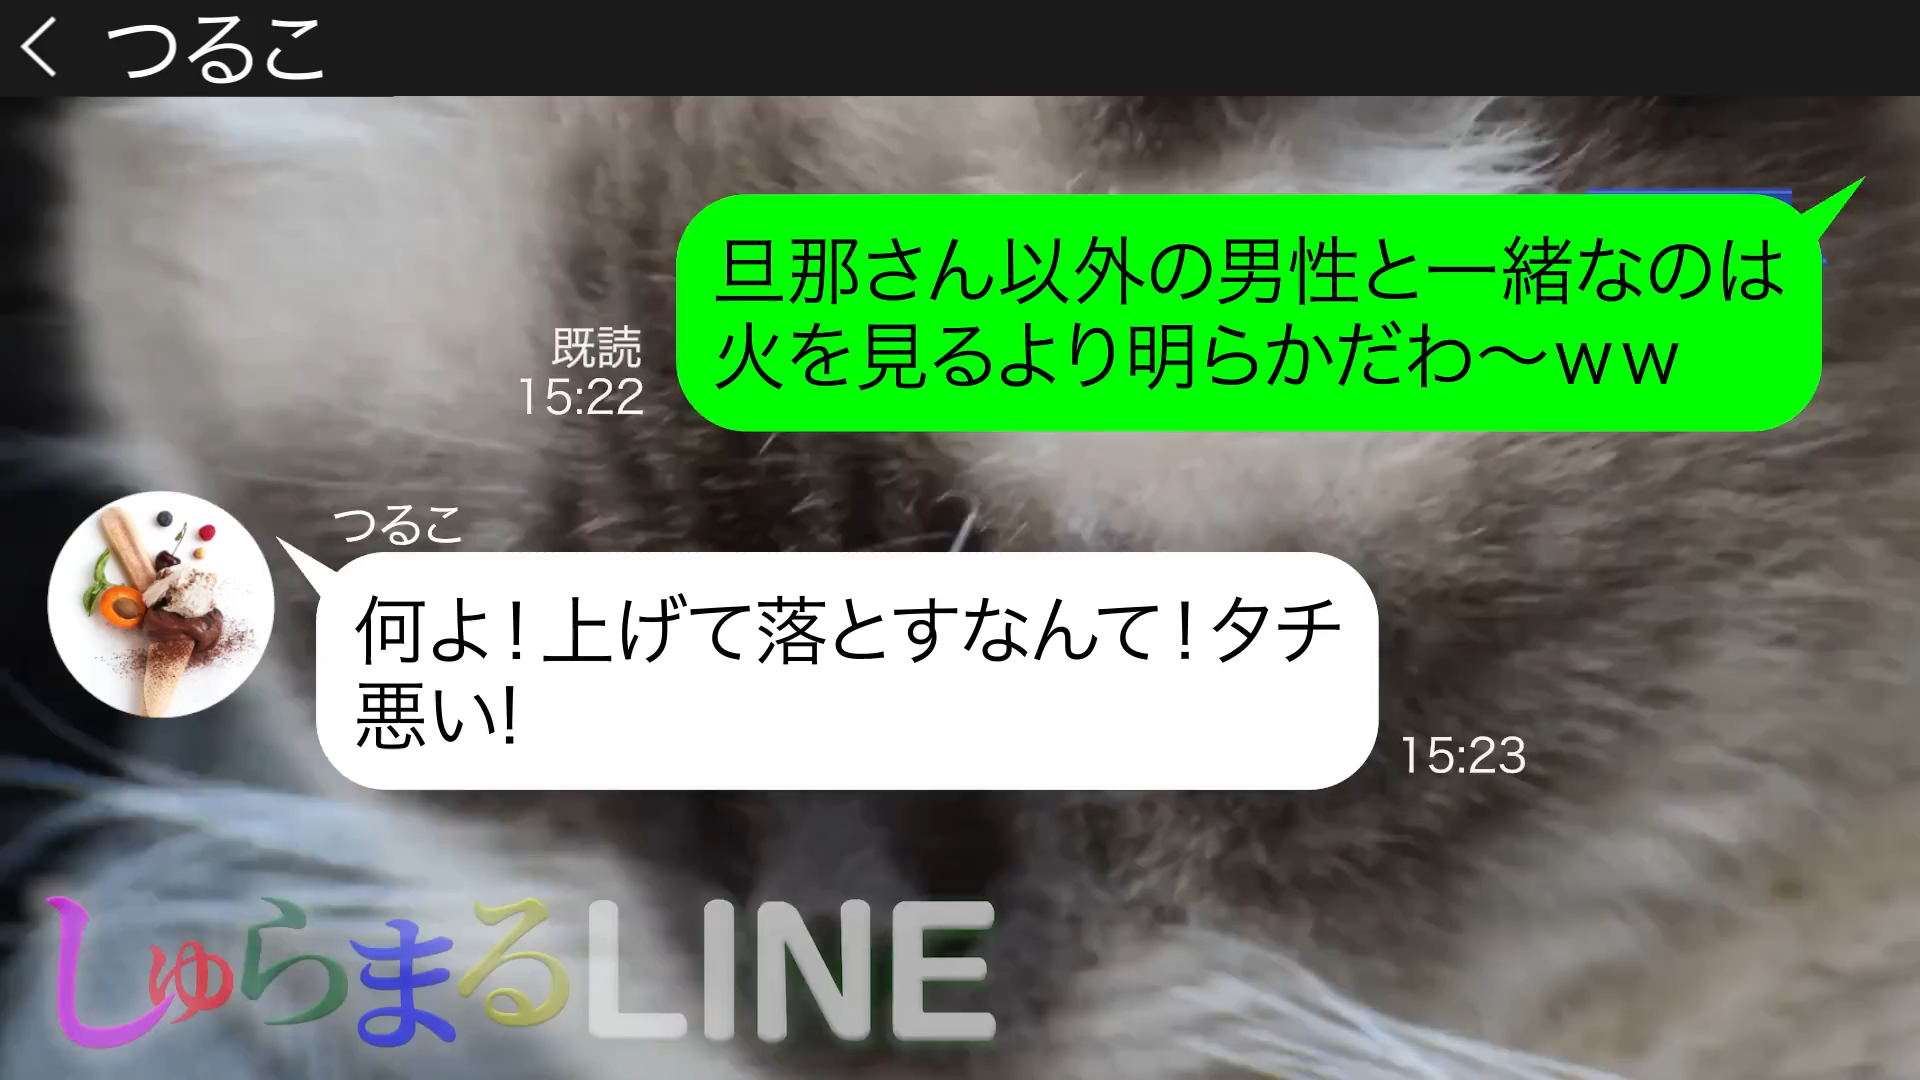 つるこ
旦那さん以外の男性と一緒なのは
火を見るより明らかだわ〜ww
既読
15:22
つるこ
何よ！上げて落とすなんて！タチ
悪い！
15:23
しゅらまるLINE